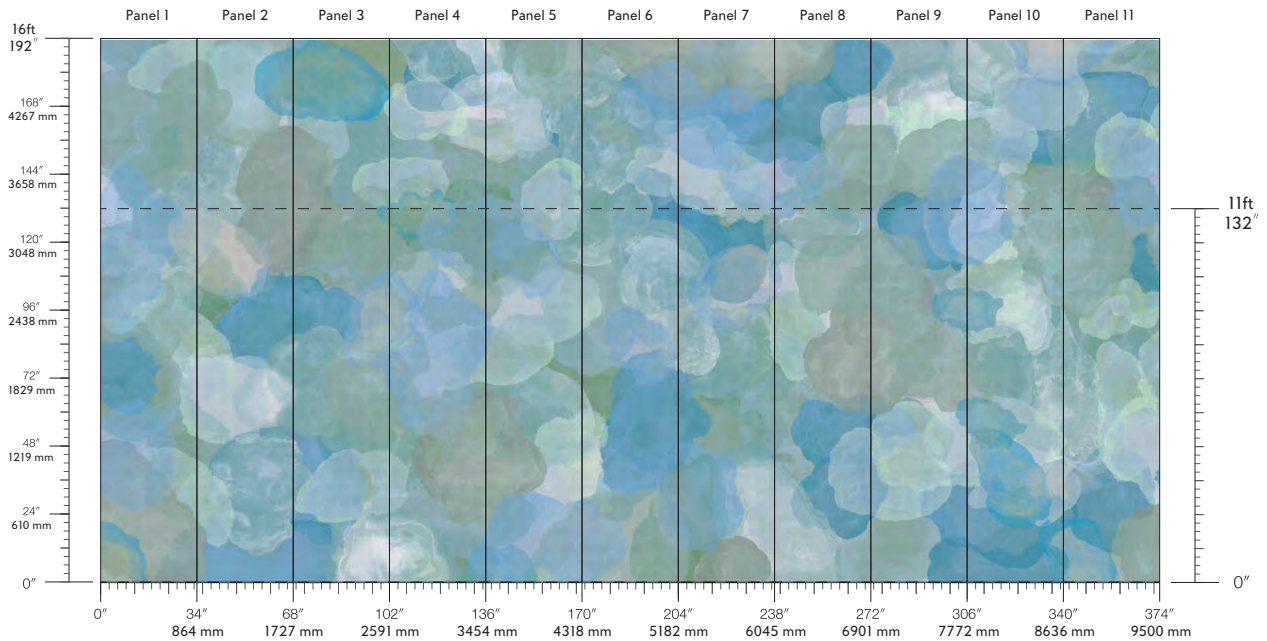 Panel 1 Panel 2 Panel 3 Panel 4 Panel 5 Panel 6 Panel 7 Panel 8 Panel 9 Panel 10 Panel 11
16ft
192″
168″
4267 mm
144″
3658 mm
120″
3048 mm
96″
2438 mm
72″
1829 mm
48″
1219 mm
24″
610 mm
0″
11ft
132″
0″
0″ 34″ 68″ 102″ 136″ 170″ 204″ 238″ 272″ 306″ 340″ 374″
864 mm 1727 mm 2591 mm 3454 mm 4318 mm 5182 mm 6045 mm 6901 mm 7772 mm 8636 mm 9500 mm